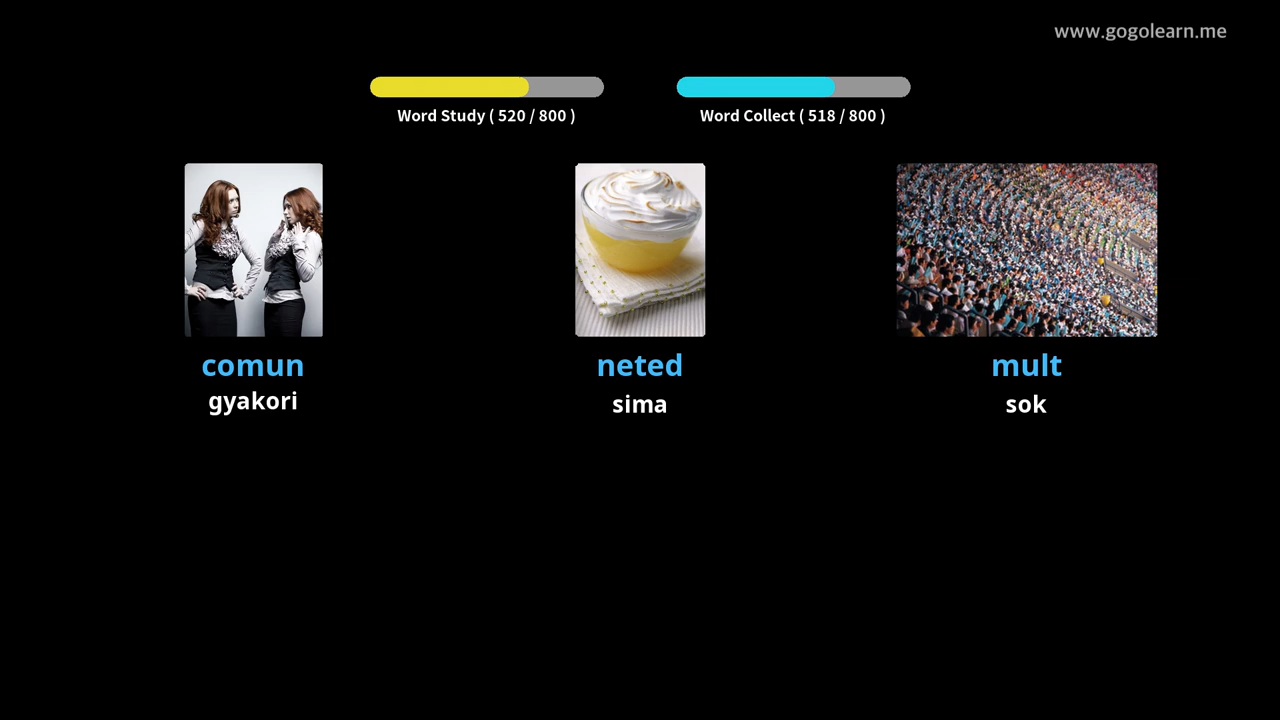 www.gogolearn.me
Word Study ( 520 / 800 )
Word Collect ( 518 / 800 )
comun
gyakori
neted
sima
mult
sok